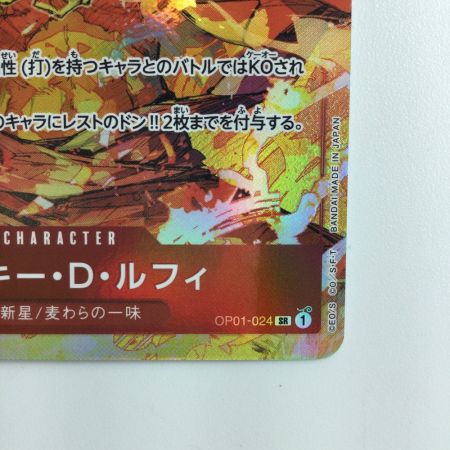 性(打)を持つキャラとのバトルではKOされ
のキャラにレストのドン!!2枚までを付与する。
CHARACTER
キー・D・ルフィ
新星/麦わらの一味
OP01-024 SR 1
©E.O/S. ©O./S.・F・T BANDAI MADE IN JAPAN